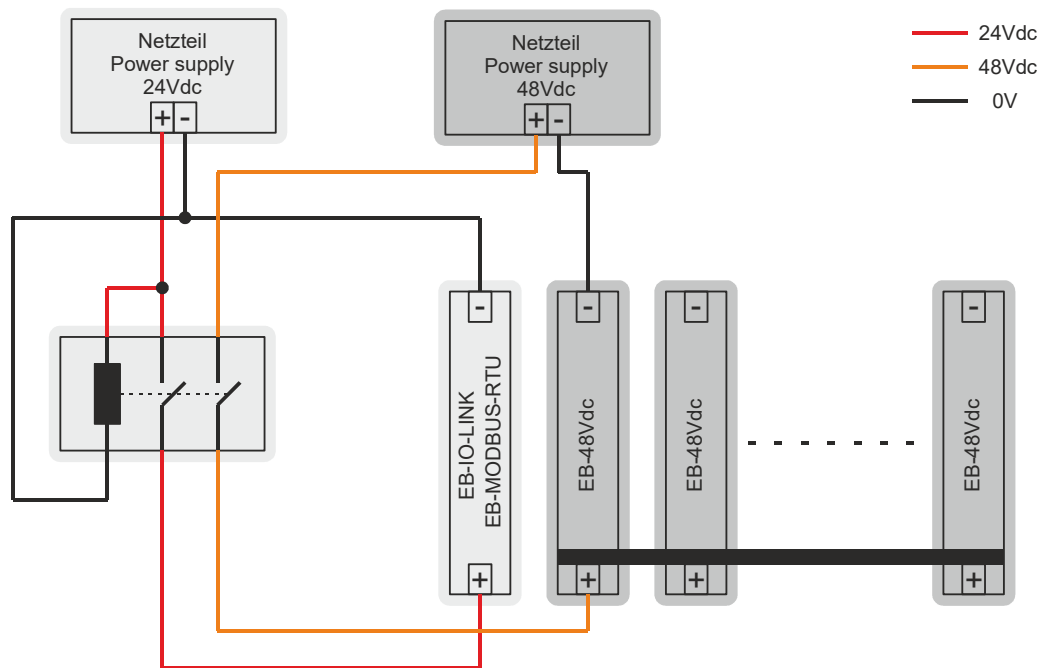 Netzteil
Power supply
24Vdc
+ -
Netzteil
Power supply
48Vdc
+ -
24Vdc
48Vdc
0V
-
-
-
-
EB-IO-LINK
EB-MODBUS-RTU
EB-48Vdc
EB-48Vdc
EB-48Vdc
+
+
+
+